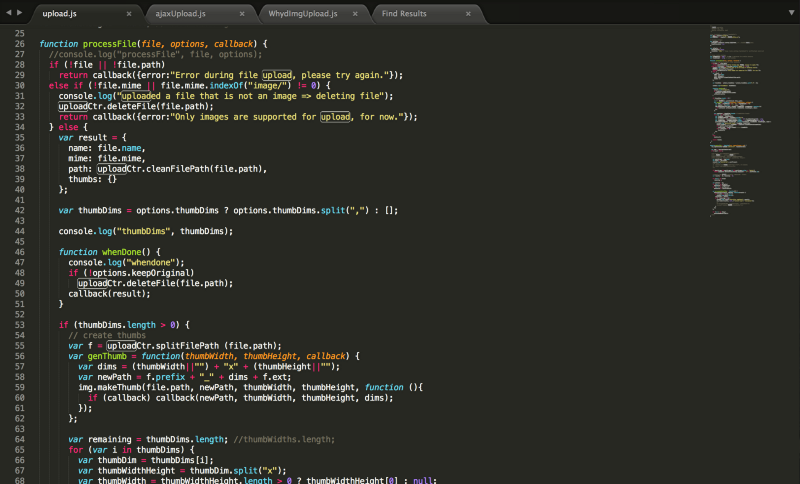 upload.js
ajaxUpload.js
WhydImgUpload.js
Find Results
25
26 function processFile(file, options, callback) {
27 //console.log("processFile", file, options);
28 if (!file || !file.path)
29 return callback({error:"Error during file upload, please try again."});
30 else if (!file.mime || file.mime.indexOf("image/") != 0) {
31 console.log("uploaded a file that is not an image => deleting file");
32 uploadCtr.deleteFile(file.path);
33 return callback({error:"Only images are supported for upload, for now."});
34 } else {
35 var result = {
36 name: file.name,
37 mime: file.mime,
38 path: uploadCtr.cleanFilePath(file.path),
39 thumbs: {}
40 };
41
42 var thumbDims = options.thumbDims ? options.thumbDims.split(",") : [];
43
44 console.log("thumbDims", thumbDims);
45
46 function whenDone() {
47 console.log("whendone");
48 if (!options.keepOriginal)
49 uploadCtr.deleteFile(file.path);
50 callback(result);
51 }
52
53 if (thumbDims.length > 0) {
54 // create thumbs
55 var f = uploadCtr.splitFilePath (file.path);
56 var genThumb = function(thumbWidth, thumbHeight, callback) {
57 var dims = (thumbWidth||"") + "x" + (thumbHeight||"");
58 var newPath = f.prefix + "_" + dims + f.ext;
59 img.makeThumb(file.path, newPath, thumbWidth, thumbHeight, function (){
60 if (callback) callback(newPath, thumbWidth, thumbHeight, dims);
61 });
62 };
63
64 var remaining = thumbDims.length; //thumbWidths.length;
65 for (var i in thumbDims) {
66 var thumbDim = thumbDims[i];
67 var thumbWidthHeight = thumbDim.split("x");
68 var thumbWidth = thumbWidthHeight.length > 0 ? thumbWidthHeight[0] : null;